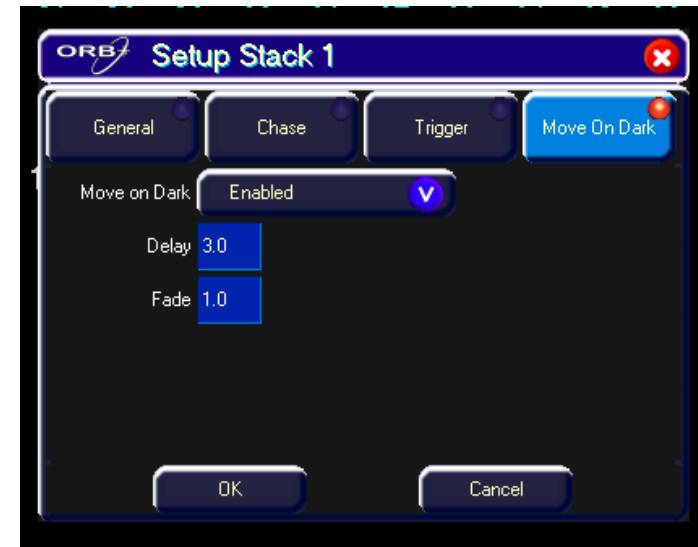 ORB Setup Stack 1
General Chase Trigger Move On Dark
Move on Dark Enabled V
Delay 3.0
Fade 1.0
OK Cancel